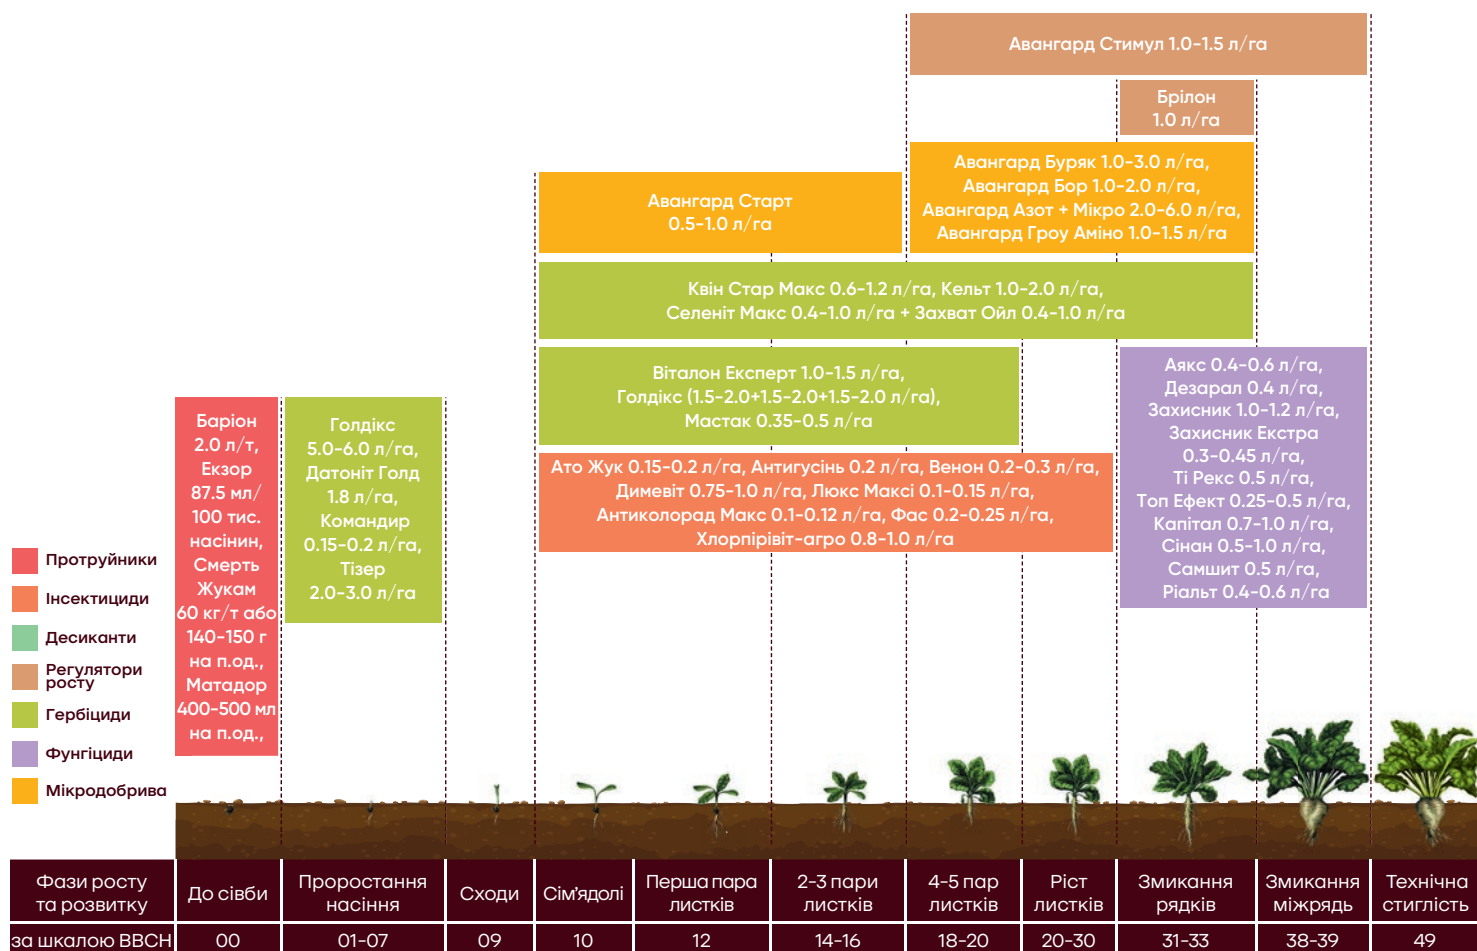 Авангард Стимул 1.0-1.5 л/га
Брілон
1.0 л/га
Авангард Буряк 1.0-3.0 л/га,
Авангард Бор 1.0-2.0 л/га,
Авангард Азот + Мікро 2.0-6.0 л/га,
Авангард Гроу Аміно 1.0-1.5 л/га
Авангард Старт
0.5-1.0 л/га
Квін Стар Макс 0.6-1.2 л/га, Кельт 1.0-2.0 л/га,
Селеніт Макс 0.4-1.0 л/га + Захват Ойл 0.4-1.0 л/га
Віталон Експерт 1.0-1.5 л/га,
Голдікс (1.5-2.0+1.5-2.0+1.5-2.0 л/га),
Мастак 0.35-0.5 л/га
Аякс 0.4-0.6 л/га,
Дезарал 0.4 л/га,
Захисник 1.0-1.2 л/га,
Захисник Екстра
0.3-0.45 л/га,
Ті Рекс 0.5 л/га,
Топ Ефект 0.25-0.5 л/га,
Капітал 0.7-1.0 л/га,
Сінан 0.5-1.0 л/га,
Самшит 0.5 л/га,
Ріальт 0.4-0.6 л/га
Баріон
2.0 л/т,
Екзор
87.5 мл/
100 тис.
насінин,
Смерть
Жукам
60 кг/т або
140-150 г
на п.од.,
Матадор
400-500 мл
на п.од.,
Голдікс
5.0-6.0 л/га,
Датоніт Голд
1.8 л/га,
Командир
0.15-0.2 л/га,
Тізер
2.0-3.0 л/га
Ато Жук 0.15-0.2 л/га, Антигусінь 0.2 л/га, Венон 0.2-0.3 л/га,
Димевіт 0.75-1.0 л/га, Люкс Максі 0.1-0.15 л/га,
Антиколорад Макс 0.1-0.12 л/га, Фас 0.2-0.25 л/га,
Хлорпірівіт-агро 0.8-1.0 л/га
Протруйники
Інсектициди
Десиканти
Регулятори
росту
Гербіциди
Фунгіциди
Мікродобрива
Фази росту
та розвитку
До сівби
Проростання
насіння
Сходи
Сім'ядолі
Перша пара
листків
2-3 пари
листків
4-5 пар
листків
Ріст
листків
Змикання
рядків
Змикання
міжрядь
Технічна
стиглість
за шкалою ВВСН
00
01-07
09
10
12
14-16
18-20
20-30
31-33
38-39
49